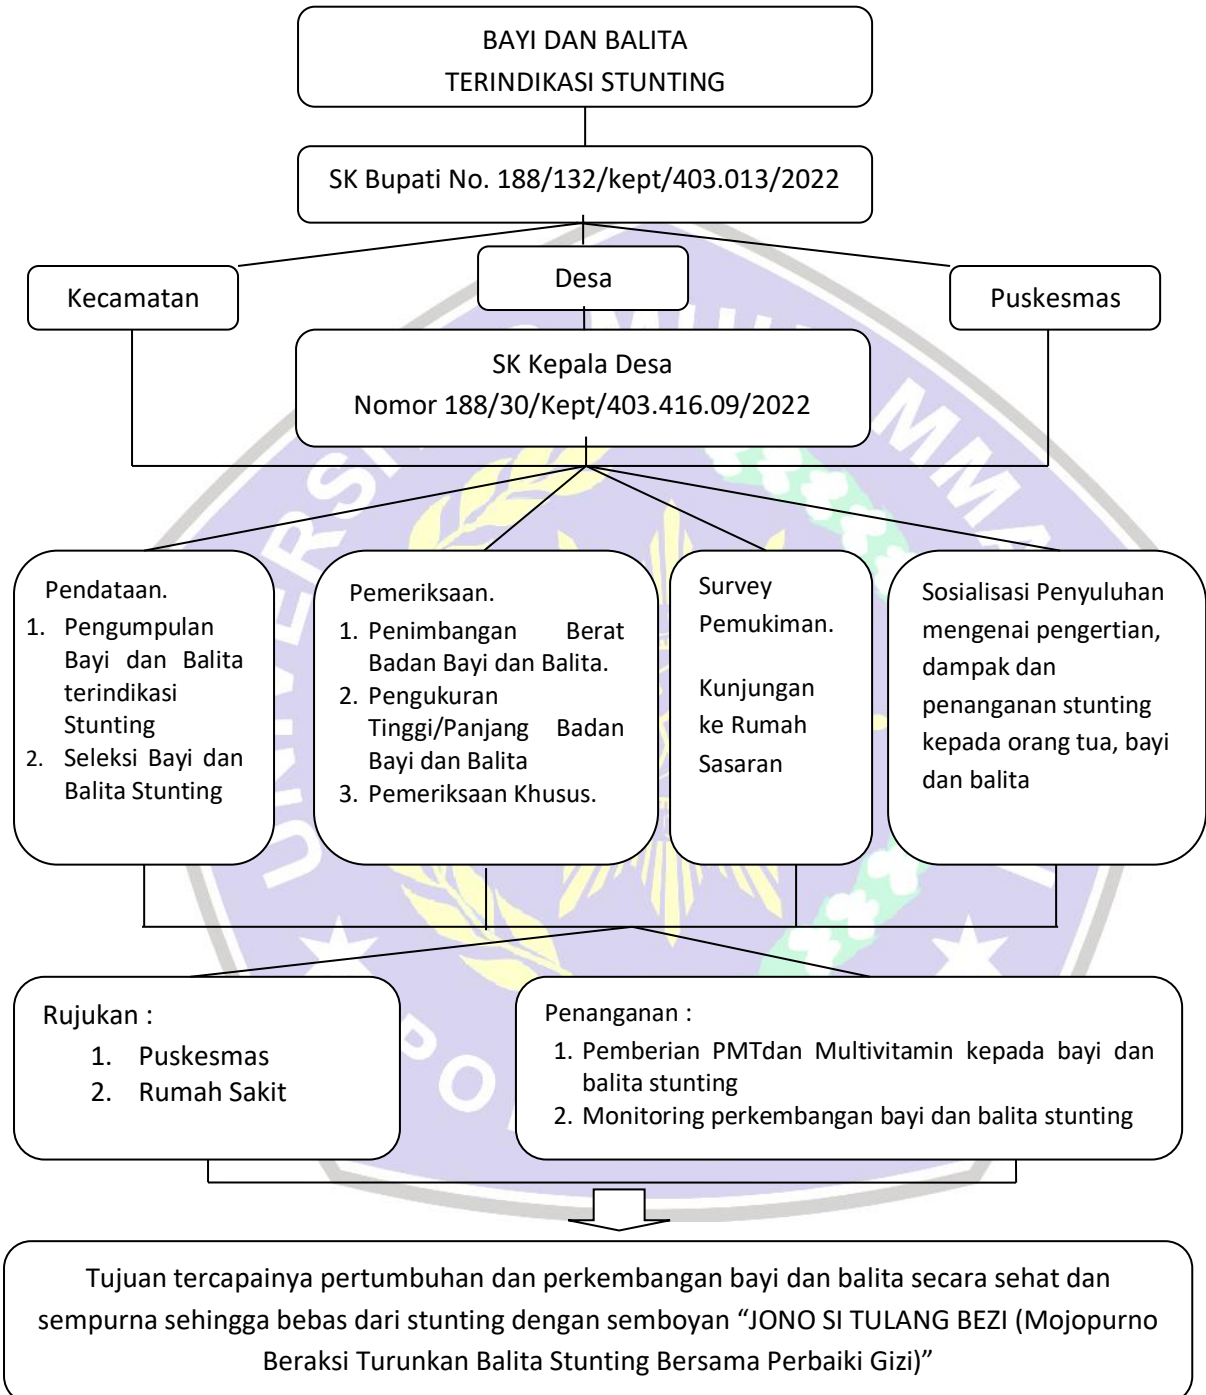 BAYI DAN BALITA
TERINDIKASI STUNTING
SK Bupati No. 188/132/kept/403.013/2022
Kecamatan
Desa
Puskesmas
SK Kepala Desa
Nomor 188/30/Kept/403.416.09/2022
Pendataan.
1. Pengumpulan
Bayi dan Balita
terindikasi
Stunting
2. Seleksi Bayi dan
Balita Stunting
Pemeriksaan.
1. Penimbangan Berat
Badan Bayi dan Balita.
2. Pengukuran
Tinggi/Panjang Badan
Bayi dan Balita
3. Pemeriksaan Khusus.
Survey
Pemukiman.
Kunjungan
ke Rumah
Sasaran
Sosialisasi Penyuluhan
mengenai pengertian,
dampak dan
penanganan stunting
kepada orang tua, bayi
dan balita
Rujukan :
1. Puskesmas
2. Rumah Sakit
Penanganan :
1. Pemberian PMTdan Multivitamin kepada bayi dan
balita stunting
2. Monitoring perkembangan bayi dan balita stunting
Tujuan tercapainya pertumbuhan dan perkembangan bayi dan balita secara sehat dan
sempurna sehingga bebas dari stunting dengan semboyan “JONO SI TULANG BEZI (Mojopurno
Beraksi Turunkan Balita Stunting Bersama Perbaiki Gizi)”